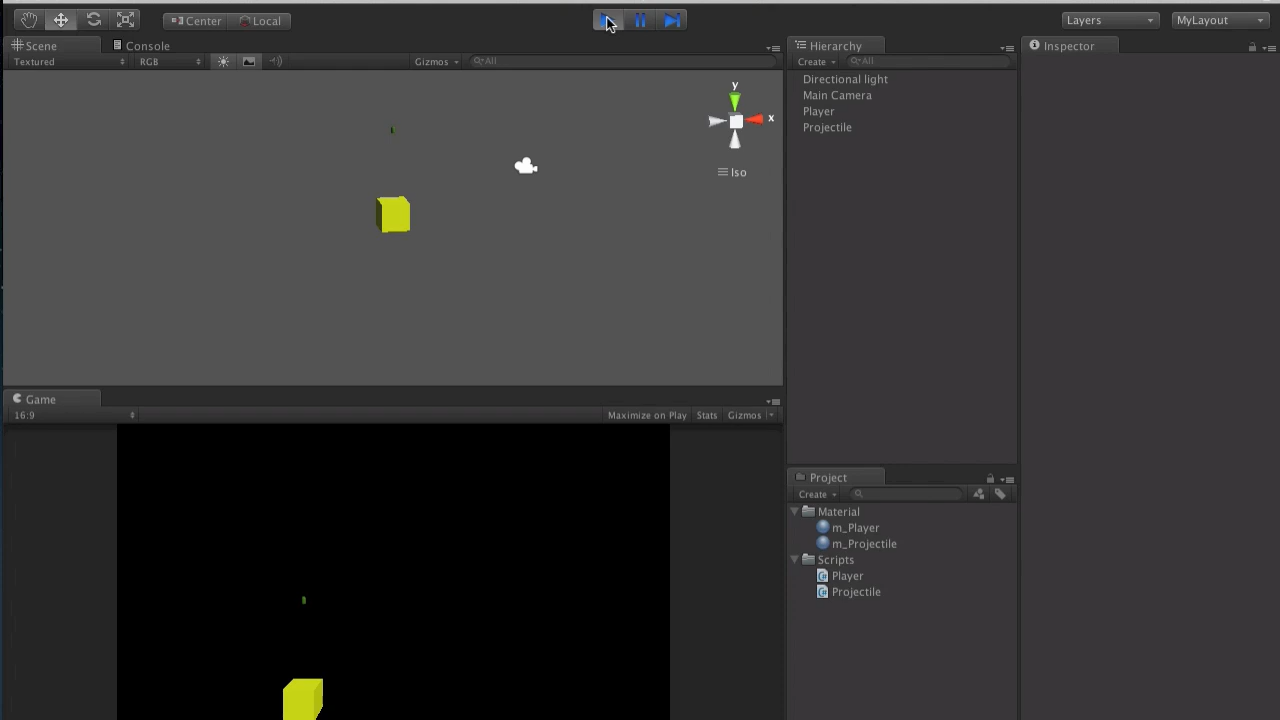 Center Local Layers MyLayout
Scene Console Hierarchy Inspector
Textured RGB Gizmos All Create All
Directional light
Main Camera
Player
Projectile
y
x
Iso
Game
16:9 Maximize on Play Stats Gizmos
Project
Create
Material
m_Player
m_Projectile
Scripts
Player
Projectile